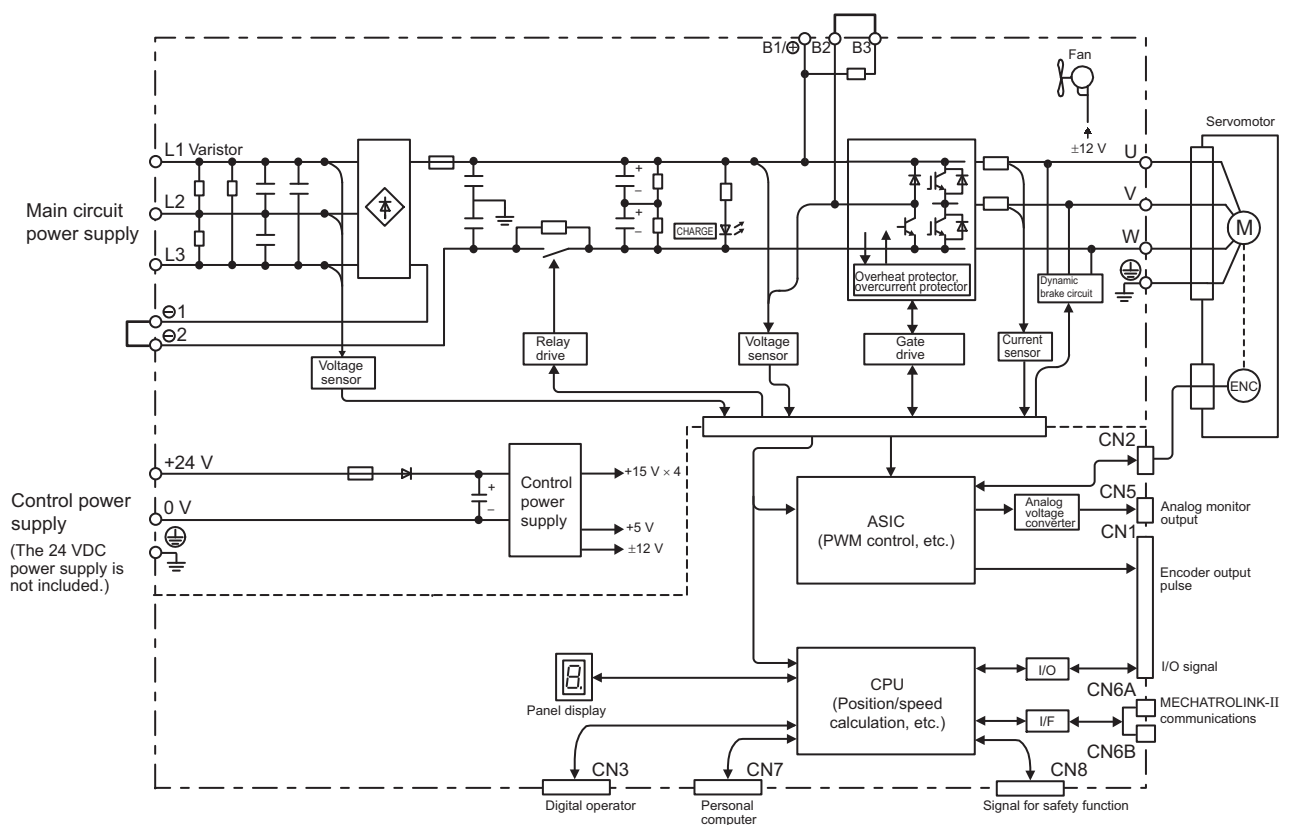 B1/⊕ B2 B3
Fan
±12 V
Servomotor
L1 Varistor
L2
L3
Main circuit
power supply
⊖1
⊖2
CHARGE
+
–
+
–
Overheat protector,
overcurrent protector
U
V
W
M
ENC
Dynamic
brake circuit
Voltage
sensor
Relay
drive
Voltage
sensor
Gate
drive
Current
sensor
+24 V
0 V
Control power
supply
(The 24 VDC
power supply is
not included.)
+
–
Control
power
supply
+15 V × 4
+5 V
±12 V
ASIC
(PWM control, etc.)
Analog
voltage
converter
CN2
CN5
Analog monitor
output
CN1
Encoder output
pulse
I/O signal
8.
Panel display
CPU
(Position/speed
calculation, etc.)
I/O
I/F
CN6A
MECHATROLINK-II
communications
CN6B
CN3
Digital operator
CN7
Personal
computer
CN8
Signal for safety function